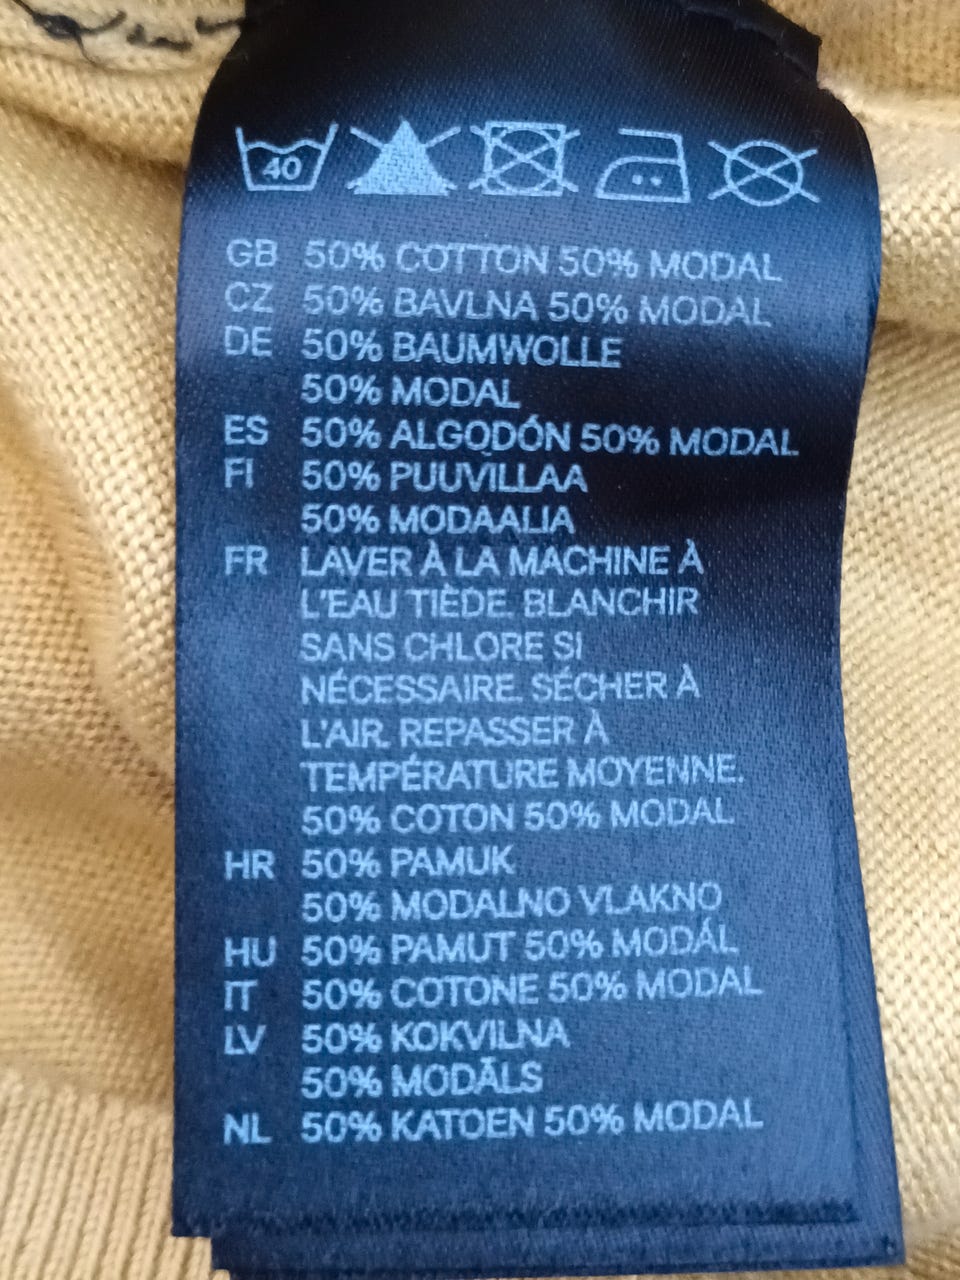 40
GB 50% COTTON 50% MODAL
CZ 50% BAVLNA 50% MODAL
DE 50% BAUMWOLLE
50% MODAL
ES 50% ALGODÓN 50% MODAL
FI 50% PUUVILLAA
50% MODAALIA
FR LAVER À LA MACHINE À
L'EAU TIÈDE. BLANCHIR
SANS CHLORE SI
NÉCESSAIRE. SÉCHER À
L'AIR. REPASSER À
TEMPÉRATURE MOYENNE.
50% COTON 50% MODAL
HR 50% PAMUK
50% MODALNO VLAKNO
HU 50% PAMUT 50% MODÁL
IT 50% COTONE 50% MODAL
LV 50% KOKVILNA
50% MODĀLS
NL 50% KATOEN 50% MODAL